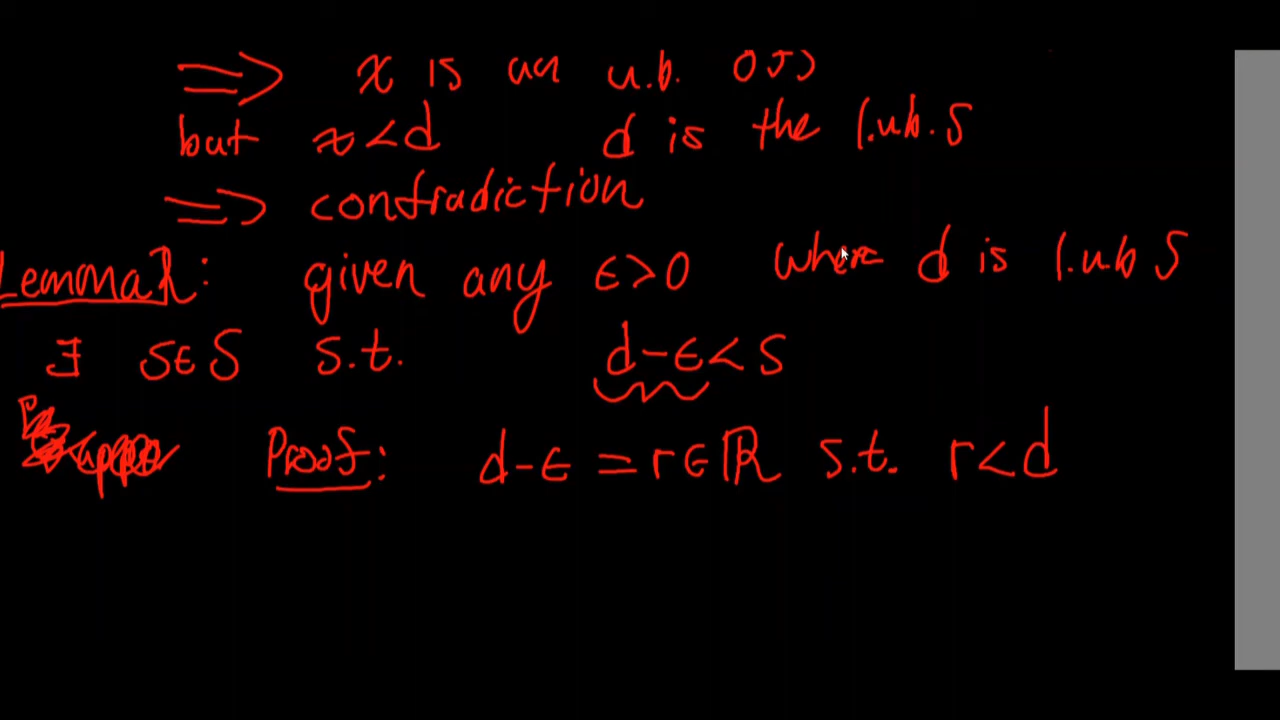 ⇒ x is an u.b. of S
but x < d d is the l.u.b. S
⇒ contradiction
Lemma : given any ε > 0 where d is l.u.b S
∃ s ∈ S s.t. d - ε < s
Proof: d - ε = r ∈ ℝ s.t. r < d